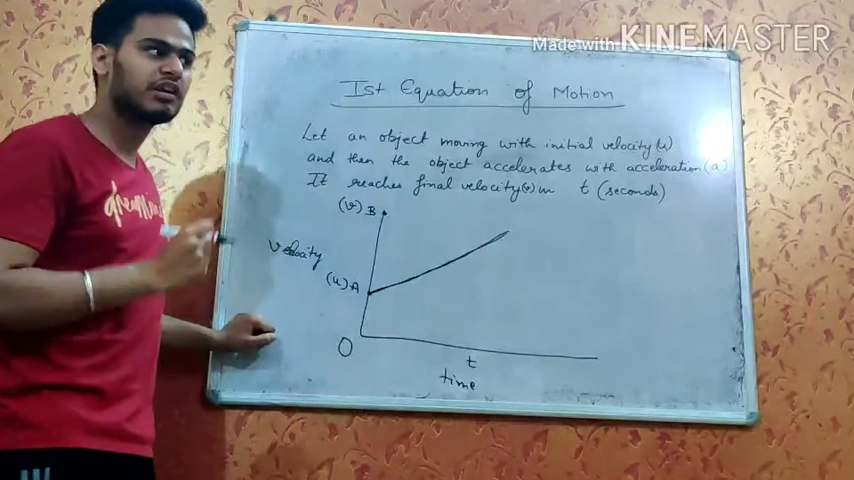 Made with KINEMASTER
Ist Equation of Motion
Let an object moving with initial velocity (u)
and then the object accelerates with acceleration (a)
It reaches final velocity (v) in t (seconds)
(v) B
velocity
(u) A
O
t
time
dreamin